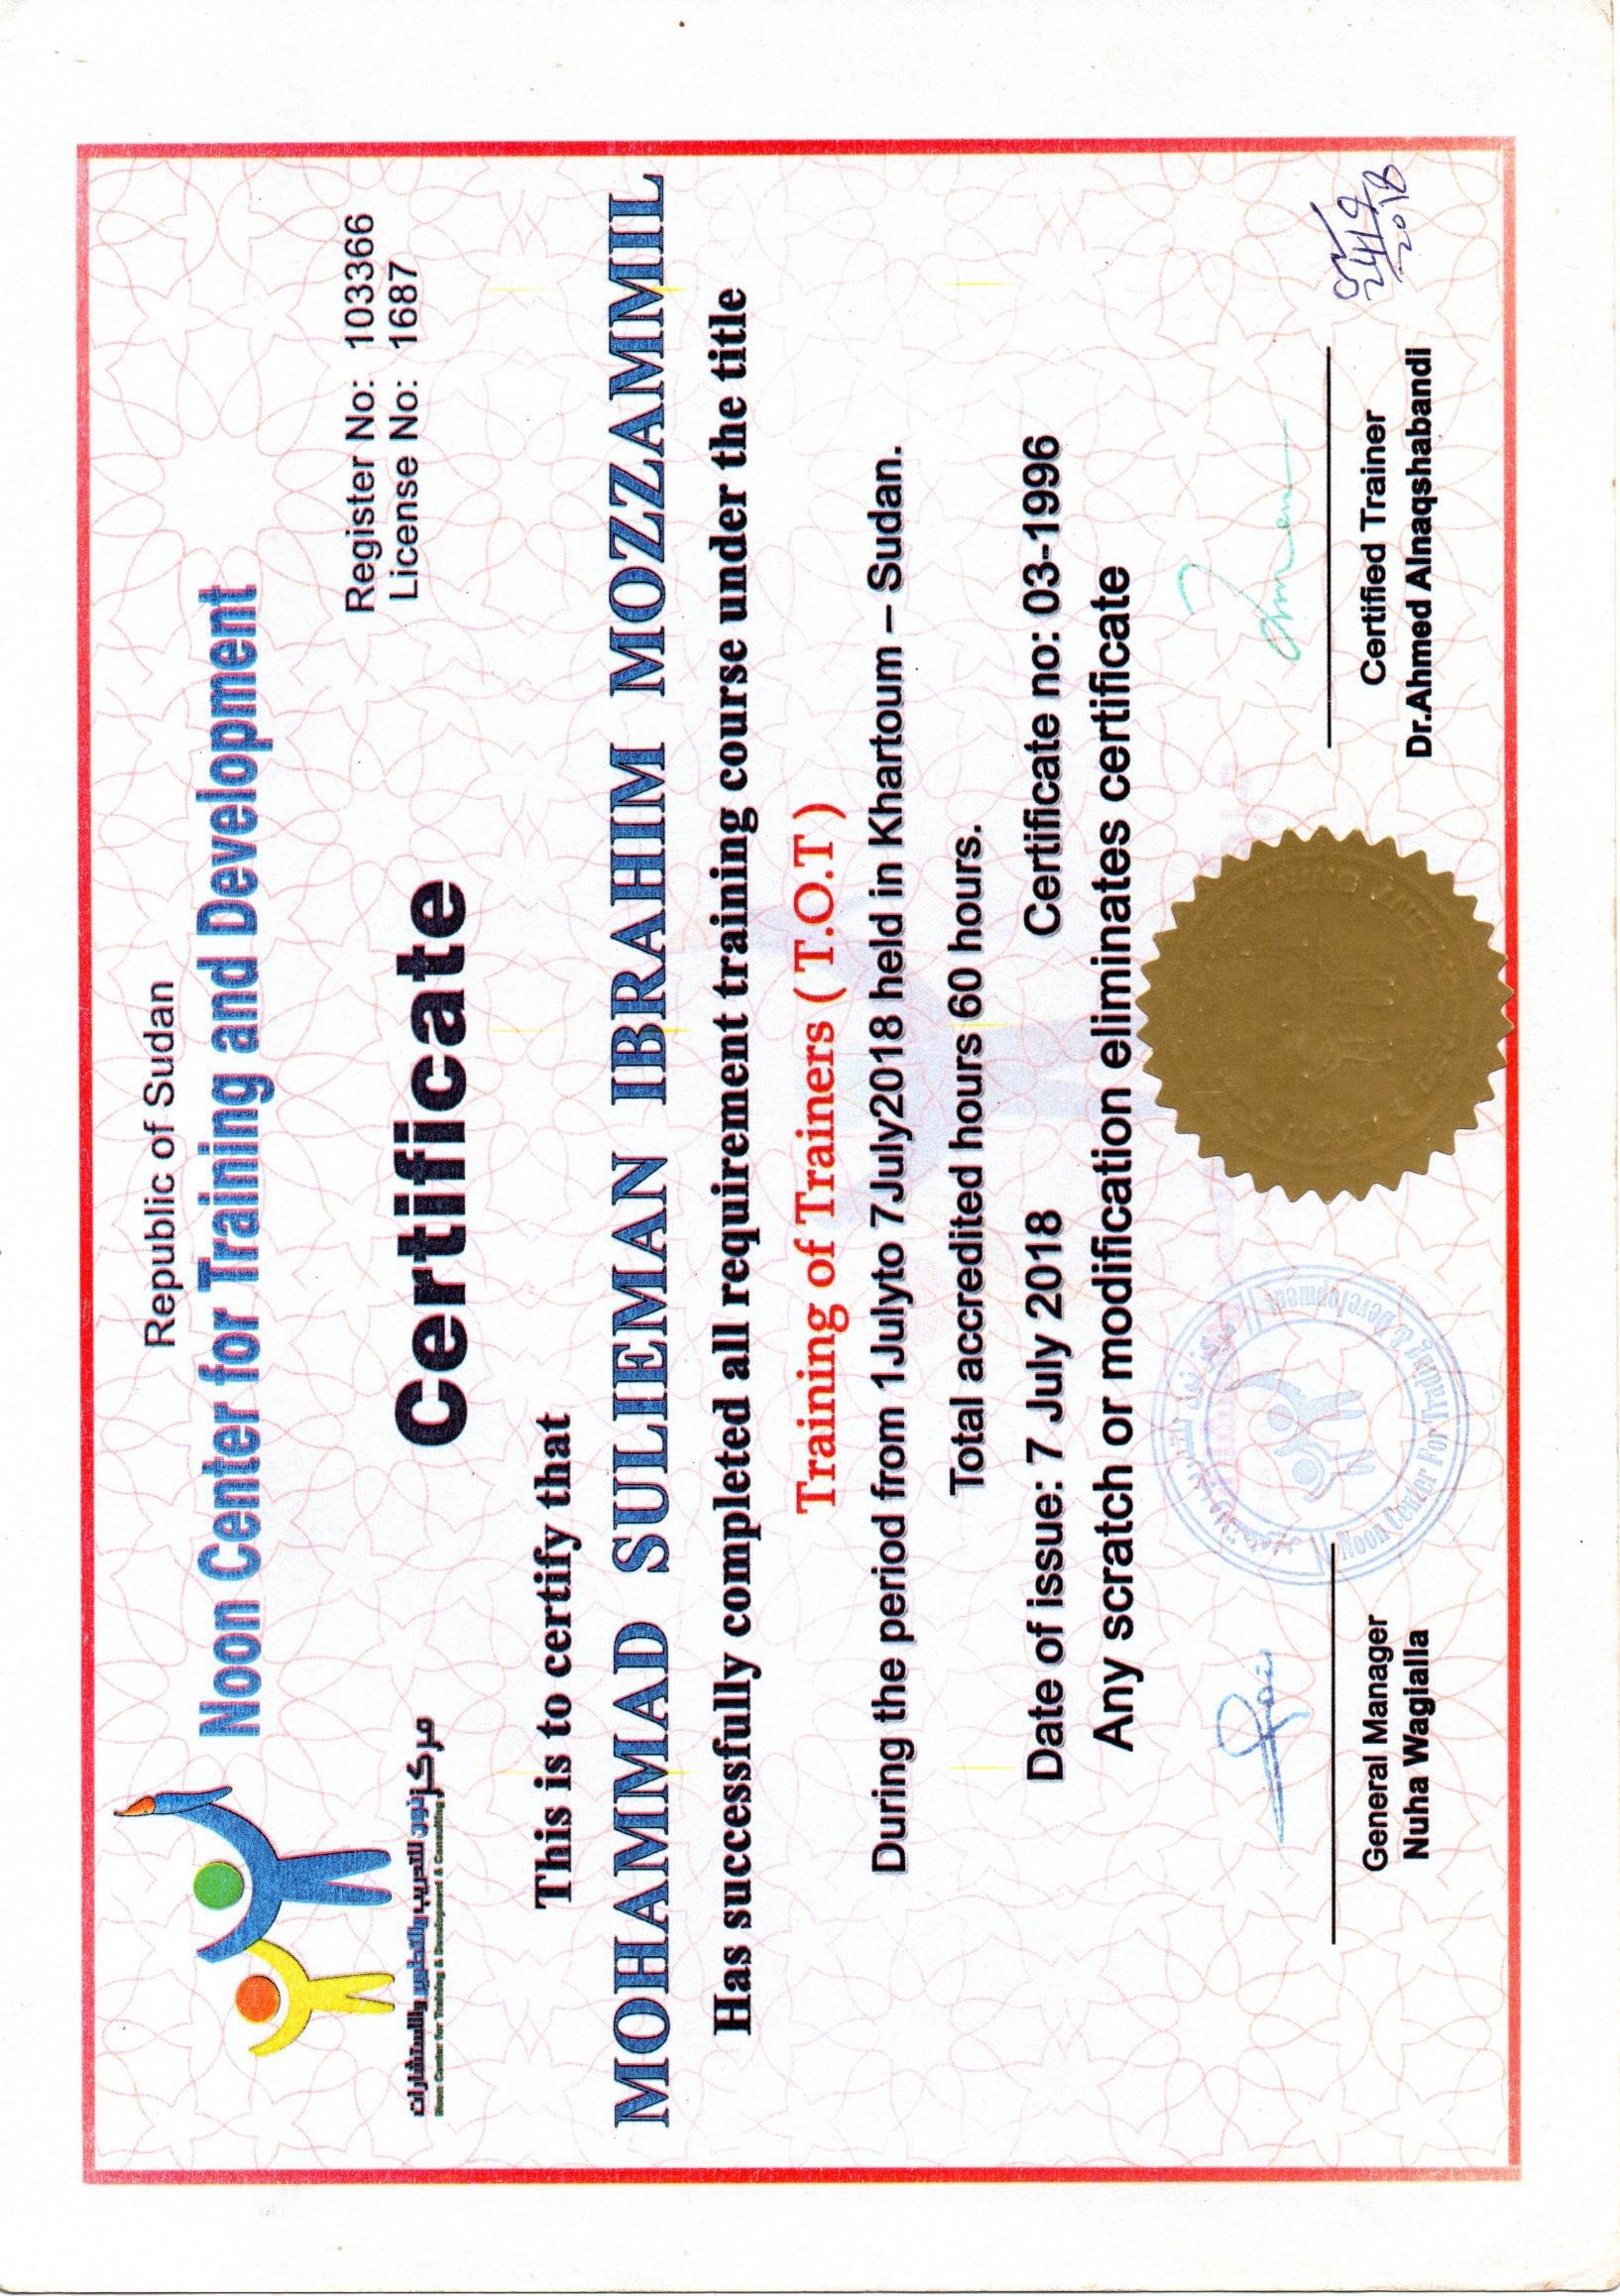 Republic of Sudan
Noon Center for Training and Development
مركز نون للتدريب والتطوير والاستشارات
Noon Center for Training & Development & Consulting
Register No: 103366
License No: 1687
Certificate
This is to certify that
MOHAMMAD SULIEMAN IBRAHIM MOZZAMMIL
Has successfully completed all requirement training course under the title
Training of Trainers ( T.O.T )
During the period from 1Julyto 7July2018 held in Khartoum – Sudan.
Total accredited hours 60 hours.
Date of issue: 7 July 2018 Certificate no: 03-1996
Any scratch or modification eliminates certificate
Noon Center For Training & Development
General Manager
Nuha Wagialla
Certified Trainer
Dr.Ahmed Alnaqshabandi
24/9
2018